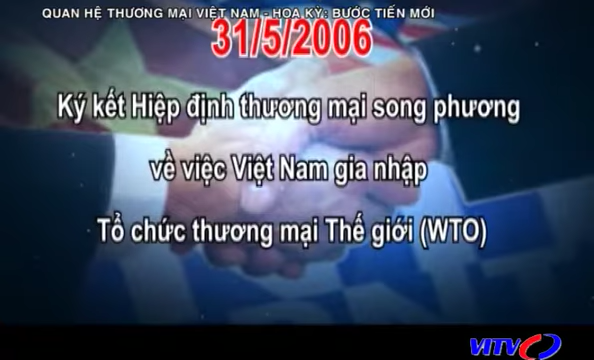 QUAN HỆ THƯƠNG MẠI VIỆT NAM - HOA KỲ: BƯỚC TIẾN MỚI
31/5/2006
Ký kết Hiệp định thương mại song phương
về việc Việt Nam gia nhập
Tổ chức thương mại Thế giới (WTO)
VITV